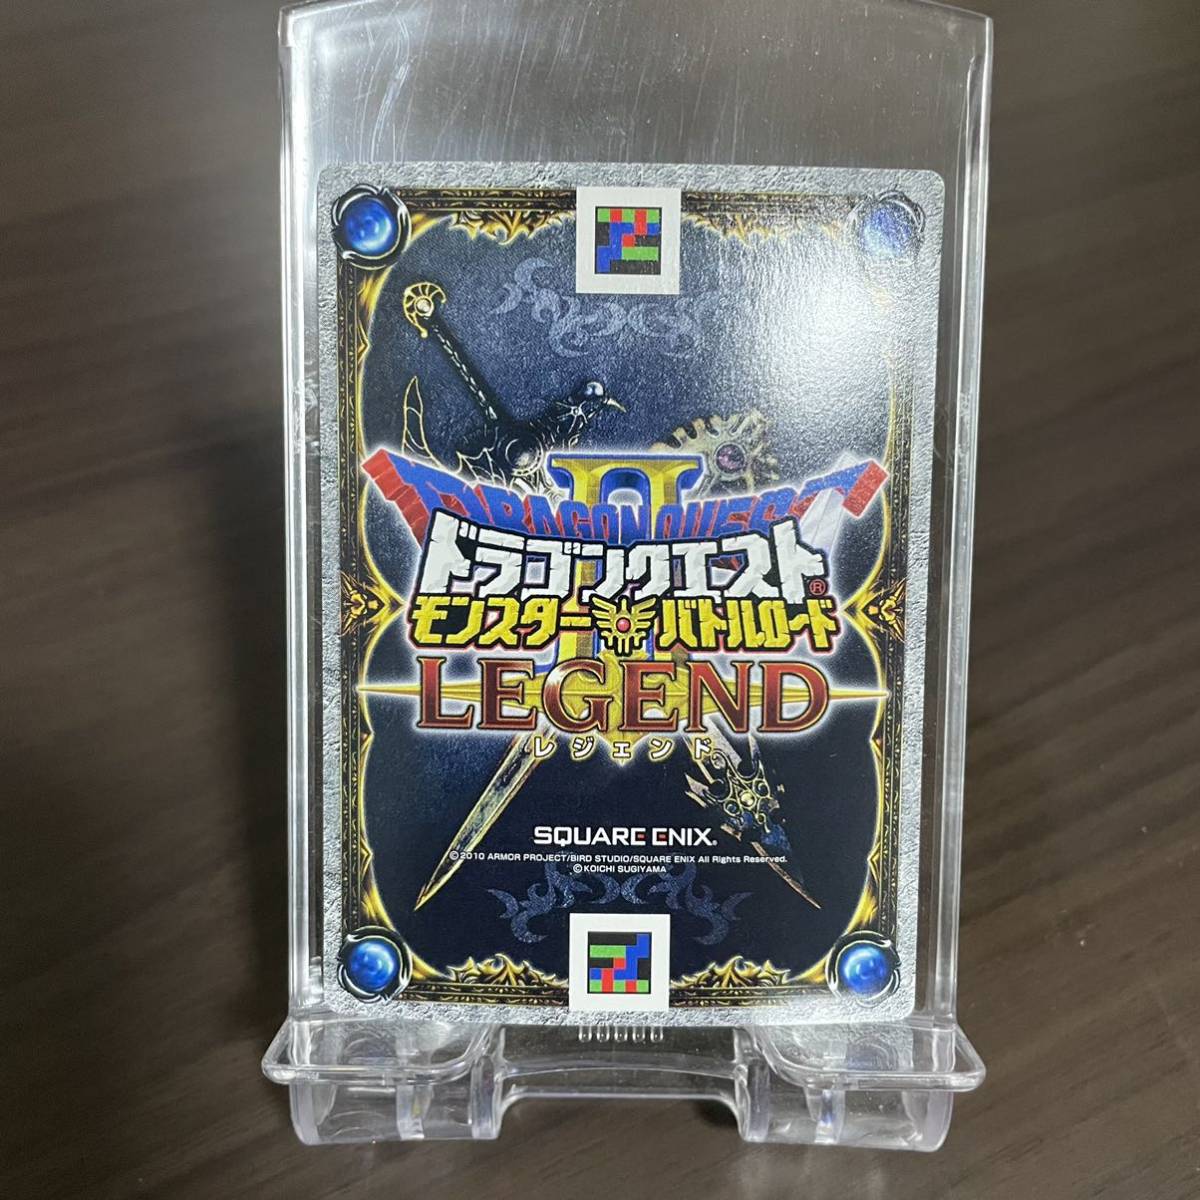 II
DRAGON QUEST
ドラゴンクエスト®
モンスター バトルロード
LEGEND
レジェンド
SQUARE ENIX®
©2010 ARMOR PROJECT/BIRD STUDIO/SQUARE ENIX All Rights Reserved.
©KOICHI SUGIYAMA